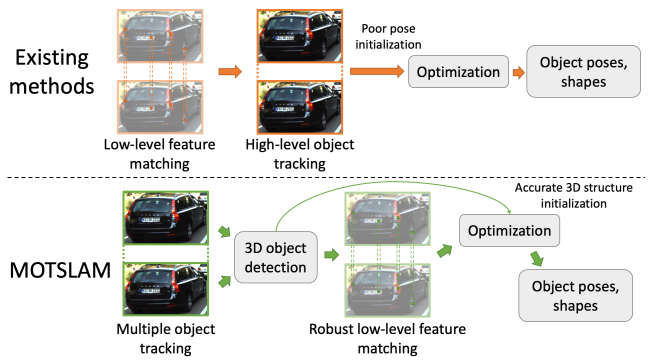 Existing
methods
Low-level feature
matching
High-level object
tracking
Poor pose
initialization
Optimization
Object poses,
shapes
MOTSLAM
Multiple object
tracking
3D object
detection
Robust low-level feature
matching
Accurate 3D structure
initialization
Optimization
Object poses,
shapes